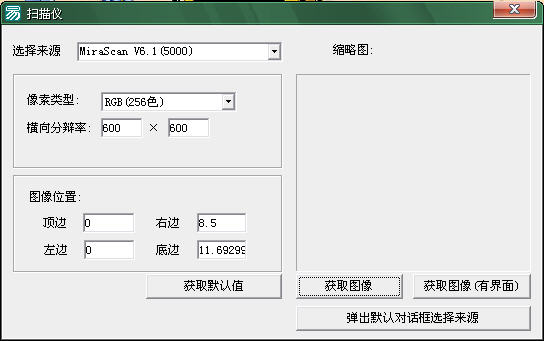 扫描仪
选择来源 MiraScan V6.1(5000)
缩略图:
像素类型: RGB(256色)
横向分辩率: 600 × 600
图像位置:
顶边 0 右边 8.5
左边 0 底边 11.69299
获取默认值
获取图像
获取图像(有界面)
弹出默认对话框选择来源